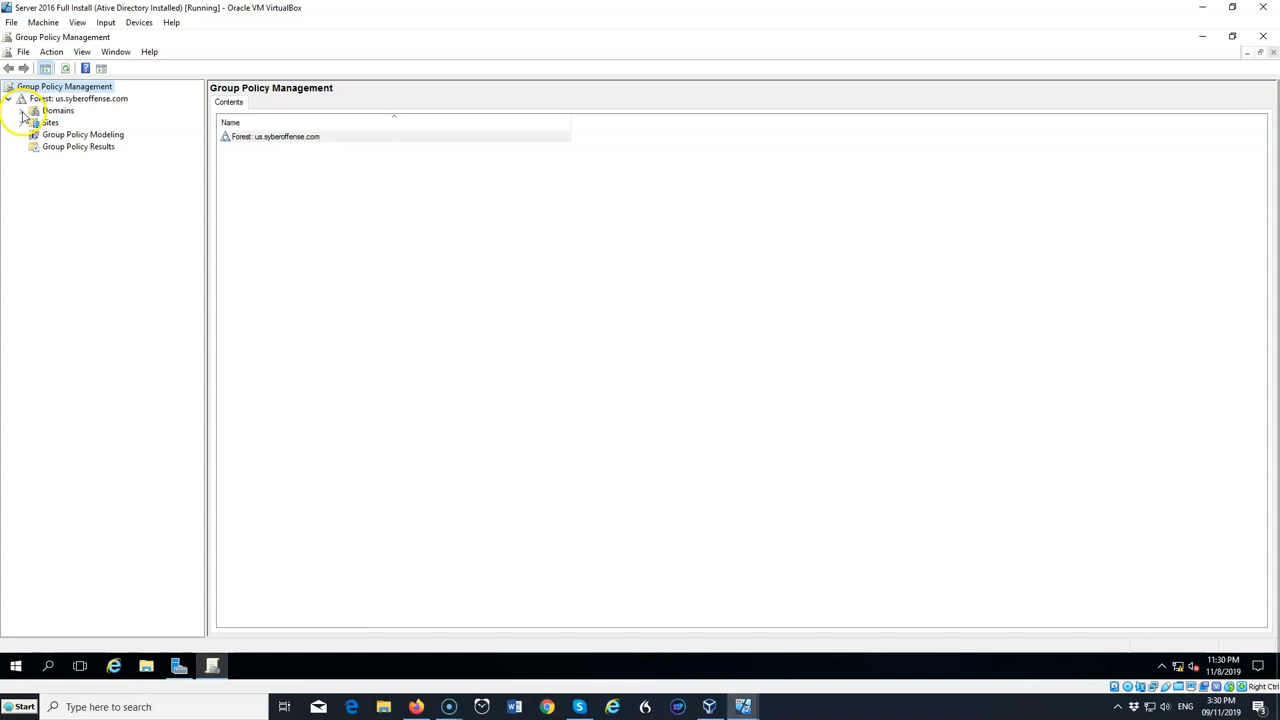 Server 2016 Full Install (Ative Directory Installed) [Running] - Oracle VM VirtualBox
File Machine View Input Devices Help
Group Policy Management
File Action View Window Help
Group Policy Management
Forest: us.syberoffense.com
Domains
Sites
Group Policy Modeling
Group Policy Results
Group Policy Management
Contents
Name
Forest: us.syberoffense.com
11:30 PM
11/8/2019
Right Ctrl
Start
Type here to search
ENG
3:30 PM
09/11/2019
3